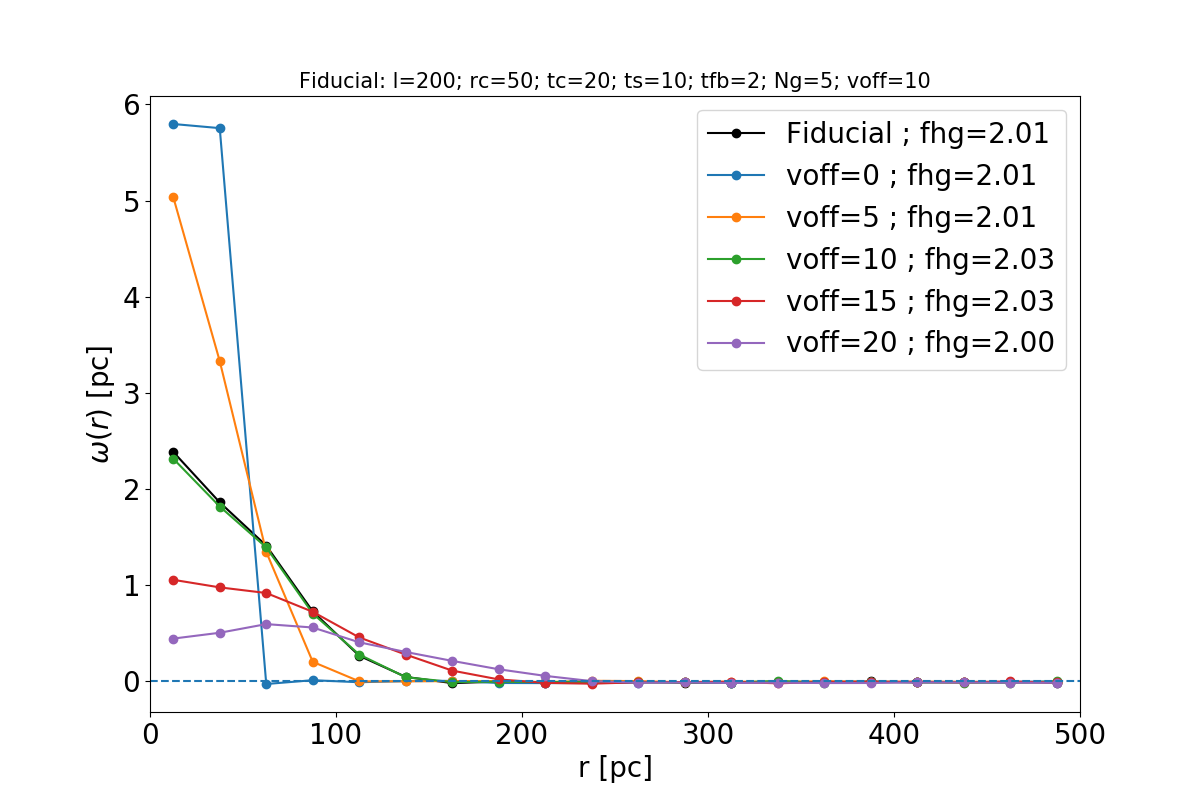 Fiducial: l=200; rc=50; tc=20; ts=10; tfb=2; Ng=5; voff=10
6
5
4
3
2
1
0
ω(r) [pc]
Fiducial ; fhg=2.01
voff=0 ; fhg=2.01
voff=5 ; fhg=2.01
voff=10 ; fhg=2.03
voff=15 ; fhg=2.03
voff=20 ; fhg=2.00
0 100 200 300 400 500
r [pc]